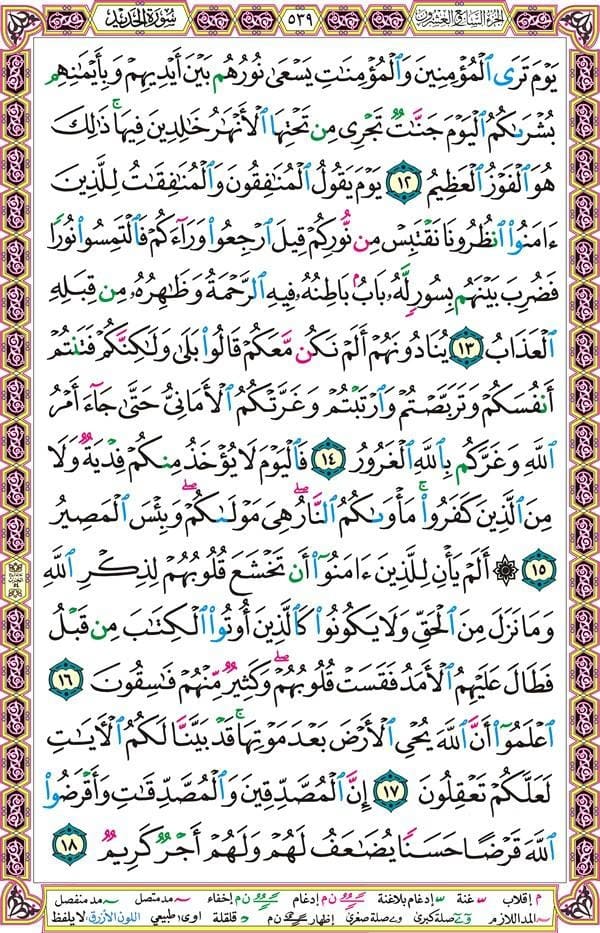 الجزء السابع والعشرون
٥٣٩
سورة الحديد
يَوْمَ تَرَى ٱلْمُؤْمِنِينَ وَٱلْمُؤْمِنَٰتِ يَسْعَىٰ نُورُهُم بَيْنَ أَيْدِيهِمْ وَبِأَيْمَٰنِهِم
بُشْرَىٰكُمُ ٱلْيَوْمَ جَنَّٰتٌ تَجْرِى مِن تَحْتِهَا ٱلْأَنْهَٰرُ خَٰلِدِينَ فِيهَا ۚ ذَٰلِكَ
هُوَ ٱلْفَوْزُ ٱلْعَظِيمُ ١٢ يَوْمَ يَقُولُ ٱلْمُنَٰفِقُونَ وَٱلْمُنَٰفِقَٰتُ لِلَّذِينَ
ءَامَنُوا۟ ٱنظُرُونَا نَقْتَبِسْ مِن نُّورِكُمْ قِيلَ ٱرْجِعُوا۟ وَرَآءَكُمْ فَٱلْتَمِسُوا۟ نُورًا
فَضُرِبَ بَيْنَهُم بِسُورٍ لَّهُۥ بَابٌۢ بَاطِنُهُۥ فِيهِ ٱلرَّحْمَةُ وَظَٰهِرُهُۥ مِن قِبَلِهِ
ٱلْعَذَابُ ١٣ يُنَادُونَهُمْ أَلَمْ نَكُن مَّعَكُمْ قَالُوا۟ بَلَىٰ وَلَٰكِنَّكُمْ فَتَنتُمْ
أَنفُسَكُمْ وَتَرَبَّصْتُمْ وَٱرْتَبْتُمْ وَغَرَّتْكُمُ ٱلْأَمَانِىُّ حَتَّىٰ جَآءَ أَمْرُ
ٱللَّهِ وَغَرَّكُم بِٱللَّهِ ٱلْغَرُورُ ١٤ فَٱلْيَوْمَ لَا يُؤْخَذُ مِنكُمْ فِدْيَةٌ وَلَا
مِنَ ٱلَّذِينَ كَفَرُوا۟ ۚ مَأْوَىٰكُمُ ٱلنَّارُ ۖ هِىَ مَوْلَىٰكُمْ ۖ وَبِئْسَ ٱلْمَصِيرُ
١٥ ۞ أَلَمْ يَأْنِ لِلَّذِينَ ءَامَنُوٓا۟ أَن تَخْشَعَ قُلُوبُهُمْ لِذِكْرِ ٱللَّهِ
وَمَا نَزَلَ مِنَ ٱلْحَقِّ وَلَا يَكُونُوا۟ كَٱلَّذِينَ أُوتُوا۟ ٱلْكِتَٰبَ مِن قَبْلُ
فَطَالَ عَلَيْهِمُ ٱلْأَمَدُ فَقَسَتْ قُلُوبُهُمْ ۖ وَكَثِيرٌ مِّنْهُمْ فَٰسِقُونَ ١٦
ٱعْلَمُوٓا۟ أَنَّ ٱللَّهَ يُحْىِ ٱلْأَرْضَ بَعْدَ مَوْتِهَا ۚ قَدْ بَيَّنَّا لَكُمُ ٱلْءَايَٰتِ
لَعَلَّكُمْ تَعْقِلُونَ ١٧ إِنَّ ٱلْمُصَّدِّقِينَ وَٱلْمُصَّدِّقَٰتِ وَأَقْرَضُوا۟
ٱللَّهَ قَرْضًا حَسَنًا يُضَٰعَفُ لَهُمْ وَلَهُمْ أَجْرٌ كَرِيمٌ ١٨
م إقلاب غنة إدغام بلاغنة ن م إدغام ن م إخفاء مد متصل مد منفصل
المد اللازم صلة كبرى صلة صغرى إظهار ن م قلقلة اوى: طبيعي اللون الأزرق: لا يلفظ